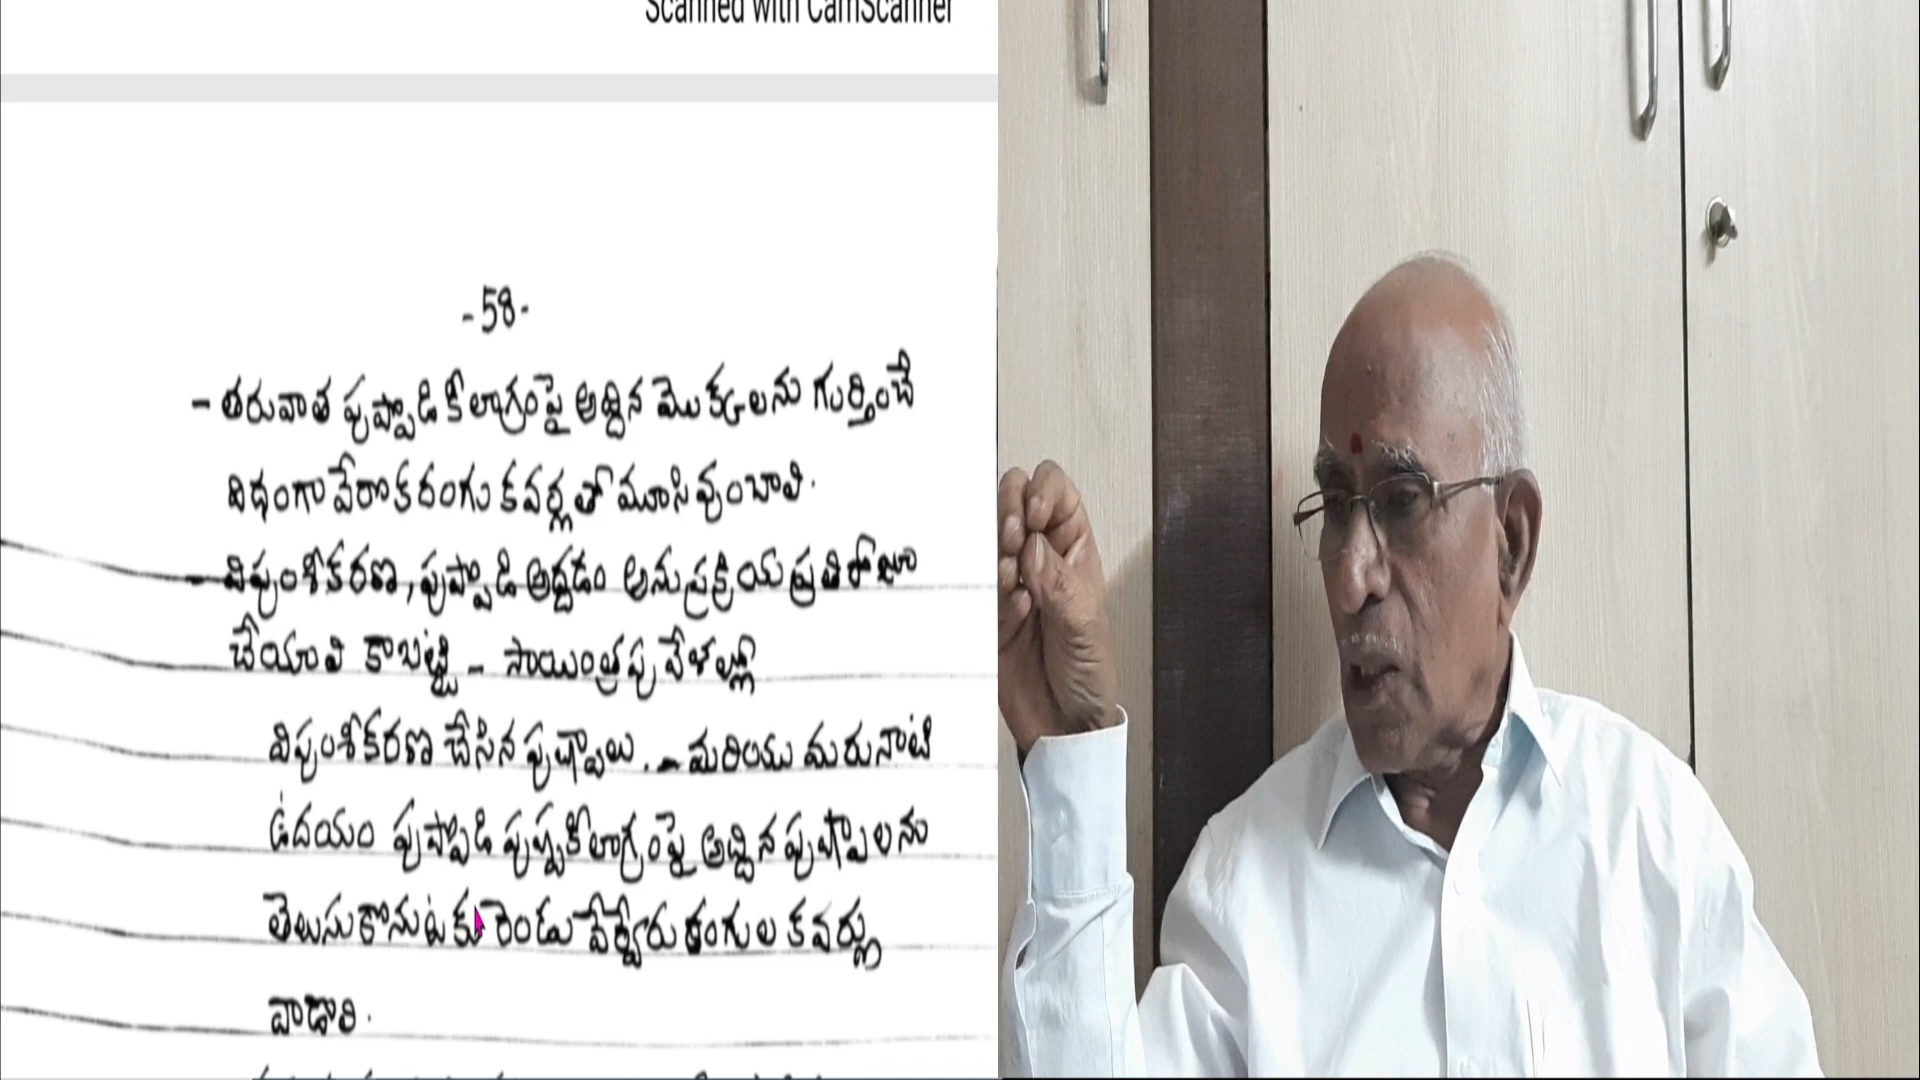 Scanned with CamScanner
-58-
- తరువాత పుప్పొడి కీలాగ్రంపై అద్దిన మొక్కలను గుర్తించే
విధంగా వేరొక రంగు కవర్లతో మూసి వుంచాలి.
- విపుంశీకరణ, పుప్పొడి అద్దడం అను ప్రక్రియ ప్రతిరోజూ
చేయాలి కాబట్టి - సాయింత్రపు వేళల్లో
విపుంశీకరణ చేసిన పుష్పాలు. - మరియు మరునాటి
ఉదయం పుప్పొడి పుష్పకీలాగ్రంపై అద్దిన పుష్పాలను
తెలుసుకొనుటకు రెండు వేర్వేరు రంగుల కవర్లు
వాడాలి.